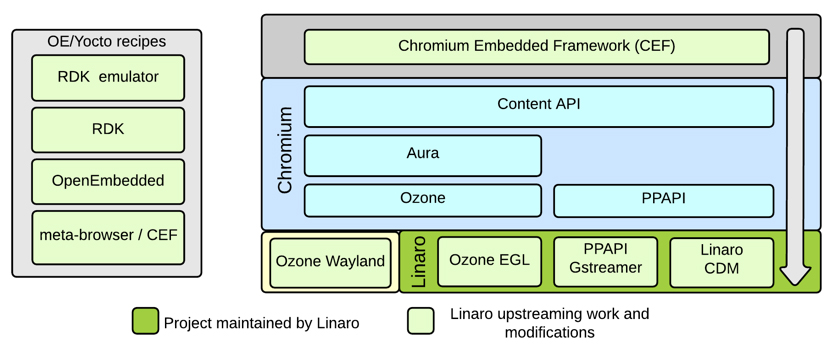 OE/Yocto recipes
RDK emulator
RDK
OpenEmbedded
meta-browser / CEF
Chromium Embedded Framework (CEF)
Chromium
Content API
Aura
Ozone
PPAPI
Ozone Wayland
Linaro
Ozone EGL
PPAPI
Gstreamer
Linaro
CDM
Project maintained by Linaro
Linaro upstreaming work and
modifications